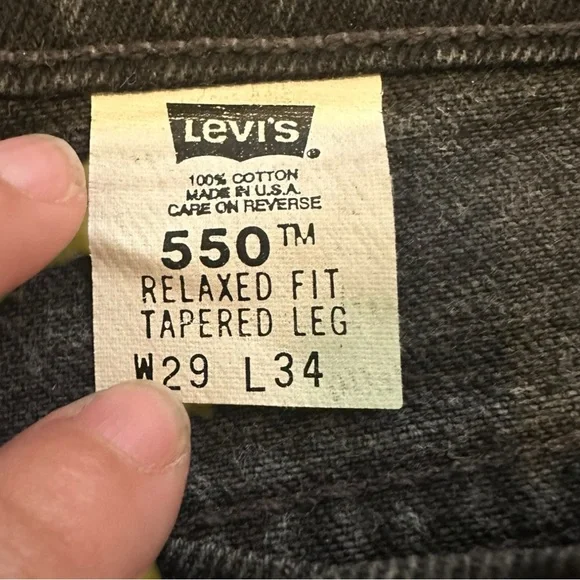 Levi's
100% COTTON
MADE IN U.S.A.
CARE ON REVERSE
550™
RELAXED FIT
TAPERED LEG
W29 L34